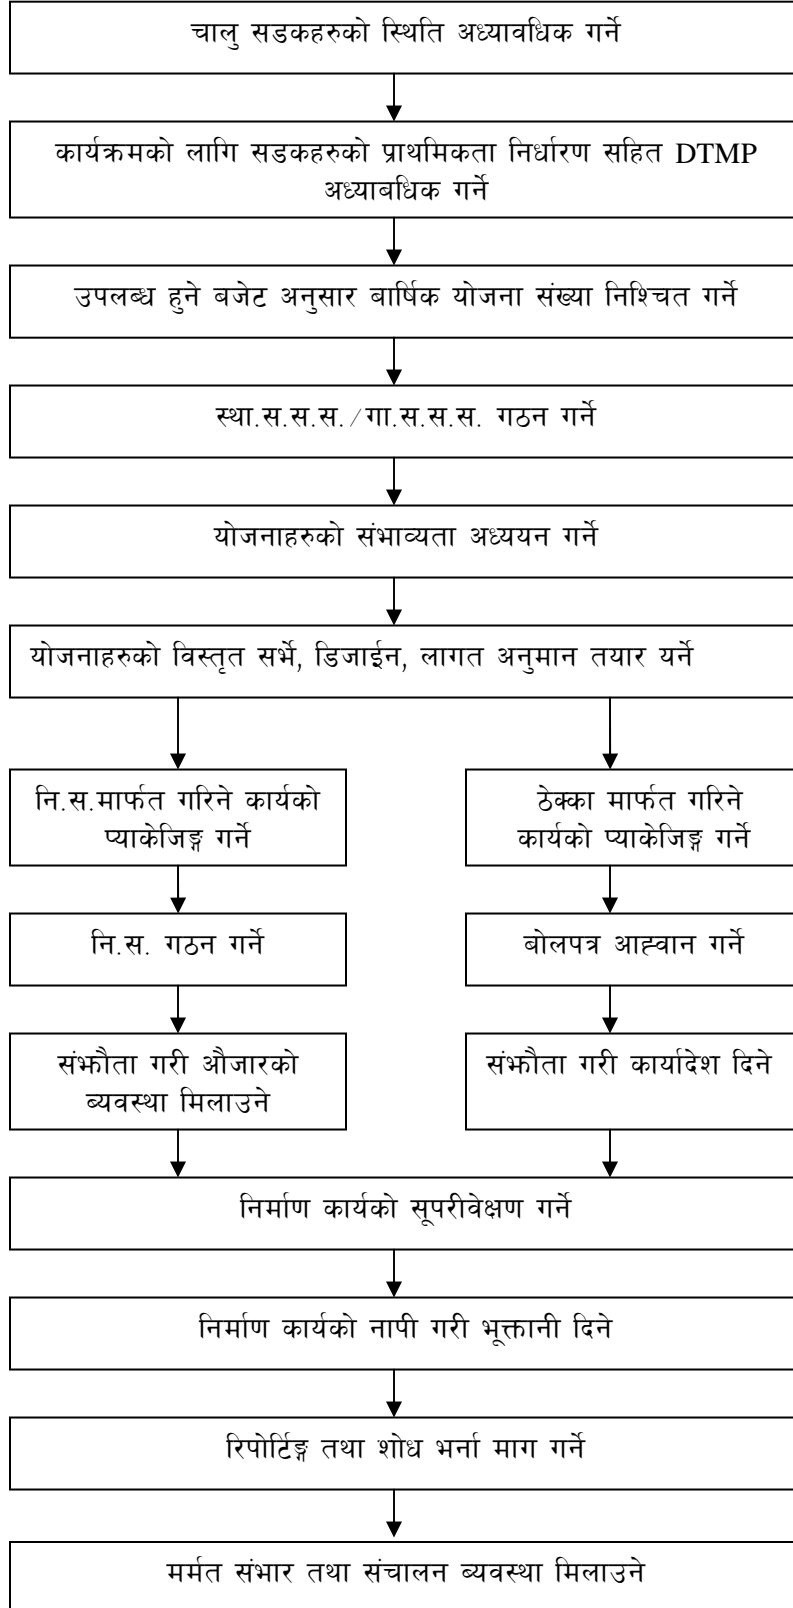 चालु सडकहरुको स्थिति अध्यावधिक गर्ने
कार्यक्रमको लागि सडकहरुको प्राथमिकता निर्धारण सहित DTMP
अध्याबधिक गर्ने
उपलब्ध हुने बजेट अनुसार बार्षिक योजना संख्या निश्चित गर्ने
स्था.स.स.स./गा.स.स.स. गठन गर्ने
योजनाहरुको संभाव्यता अध्ययन गर्ने
योजनाहरुको विस्तृत सर्भे, डिजाईन, लागत अनुमान तयार यर्ने
नि.स.मार्फत गरिने कार्यको
प्याकेजिङ्ग गर्ने
ठेक्का मार्फत गरिने
कार्यको प्याकेजिङ्ग गर्ने
नि.स. गठन गर्ने
बोलपत्र आह्वान गर्ने
संझौता गरी औजारको
ब्यवस्था मिलाउने
संझौता गरी कार्यादेश दिने
निर्माण कार्यको सूपरीवेक्षण गर्ने
निर्माण कार्यको नापी गरी भूक्तानी दिने
रिपोर्टिङ्ग तथा शोध भर्ना माग गर्ने
मर्मत संभार तथा संचालन ब्यवस्था मिलाउने